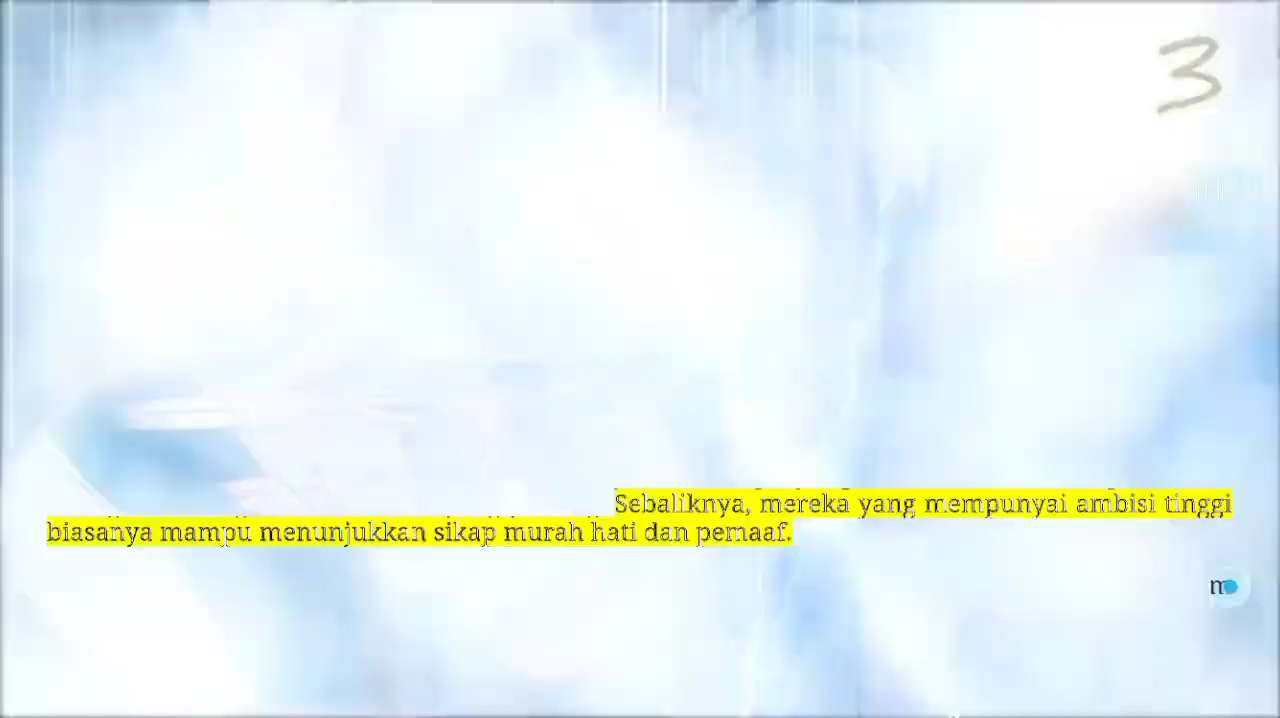 3
Sebaliknya, mereka yang mempunyai ambisi tinggi
biasanya mampu menunjukkan sikap murah hati dan pemaaf.